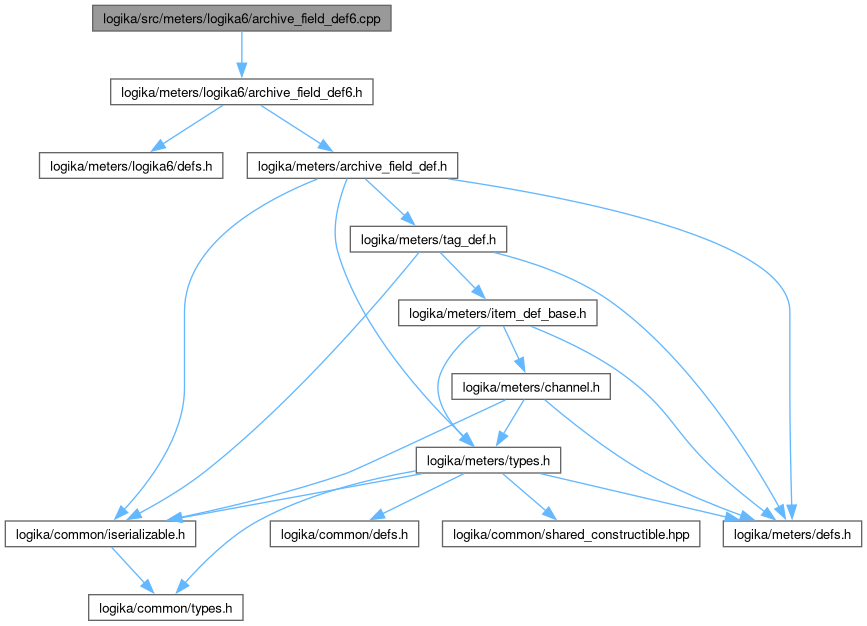 logika/src/meters/logika6/archive_field_def6.cpp
logika/meters/logika6/archive_field_def6.h
logika/meters/logika6/defs.h
logika/meters/archive_field_def.h
logika/meters/tag_def.h
logika/meters/item_def_base.h
logika/meters/channel.h
logika/meters/types.h
logika/common/iserializable.h
logika/common/defs.h
logika/common/shared_constructible.hpp
logika/meters/defs.h
logika/common/types.h